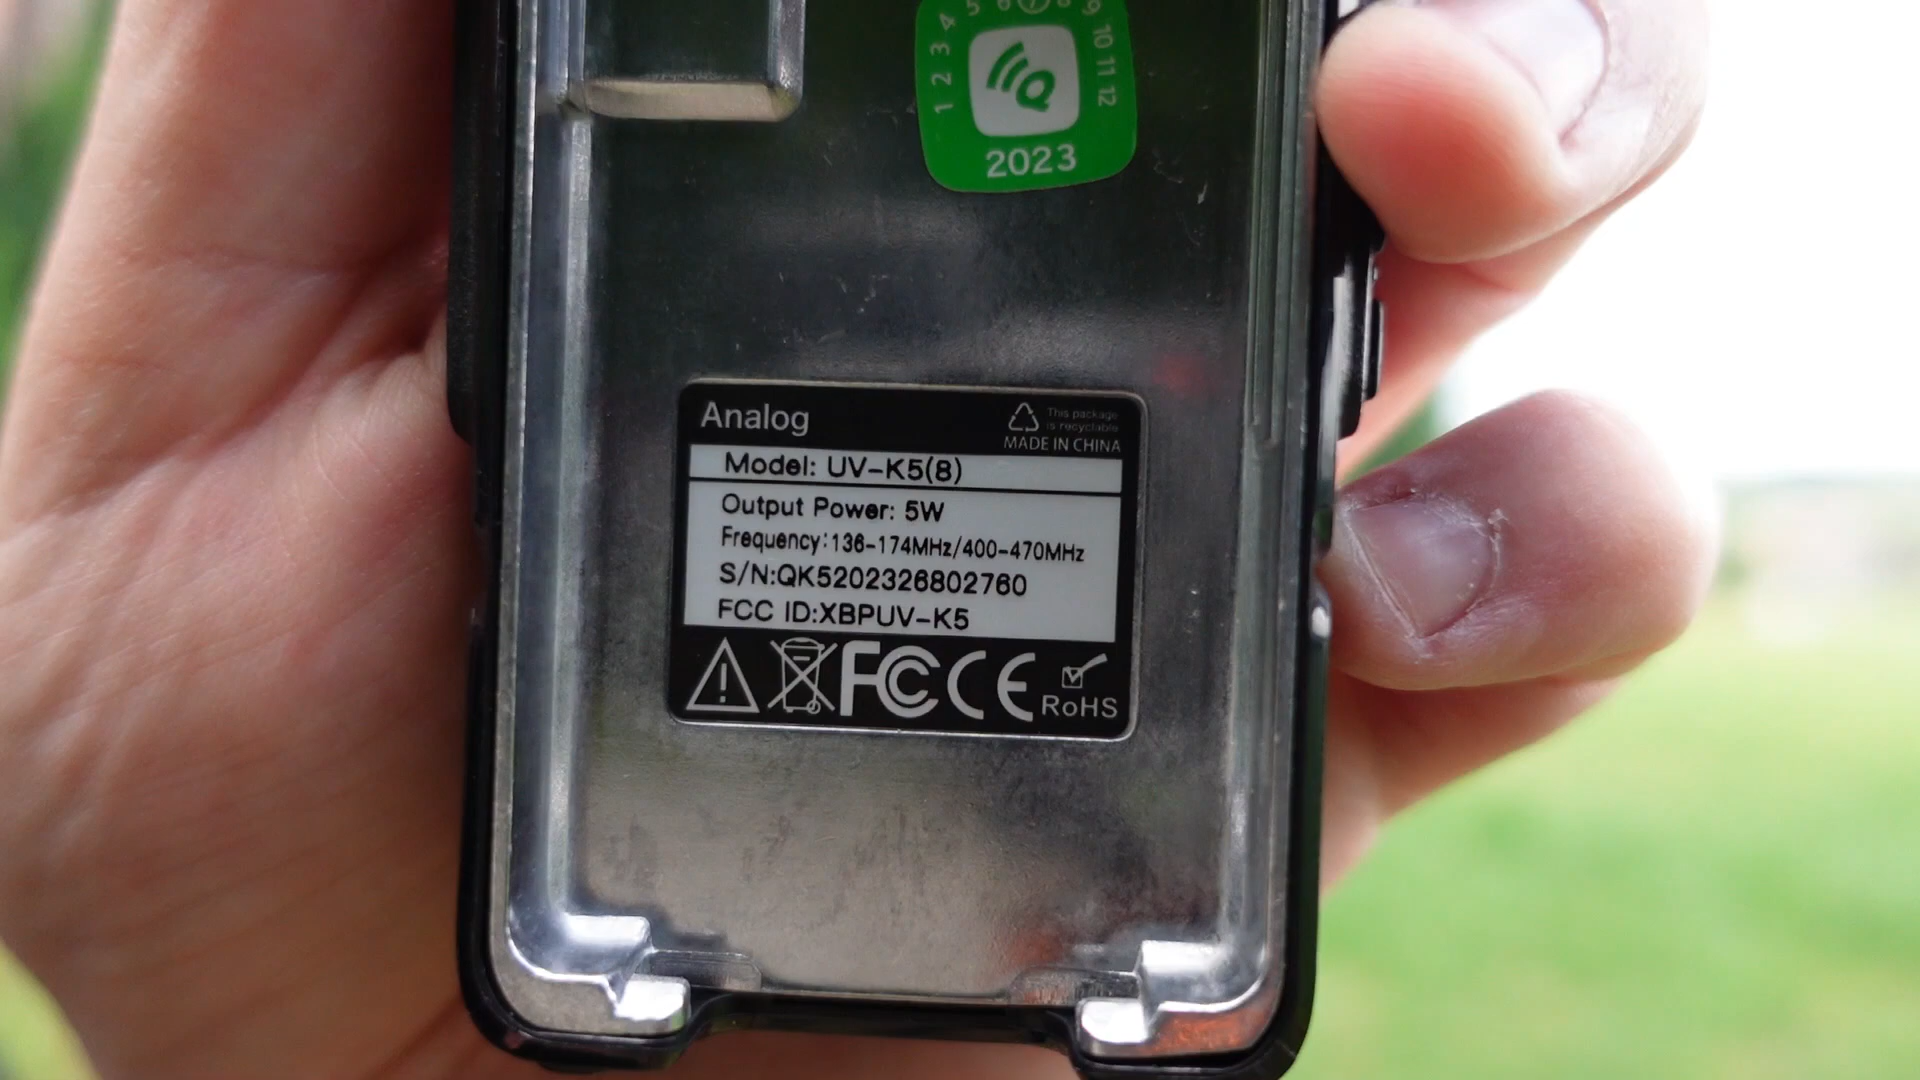 1 2 3 4 5 6 7 8 9 10 11 12
2023
Analog
This package
is recyclable
MADE IN CHINA
Model: UV-K5(8)
Output Power: 5W
Frequency:136-174MHz/400-470MHz
S/N:QK5202326802760
FCC ID:XBPUV-K5
FC CE RoHS